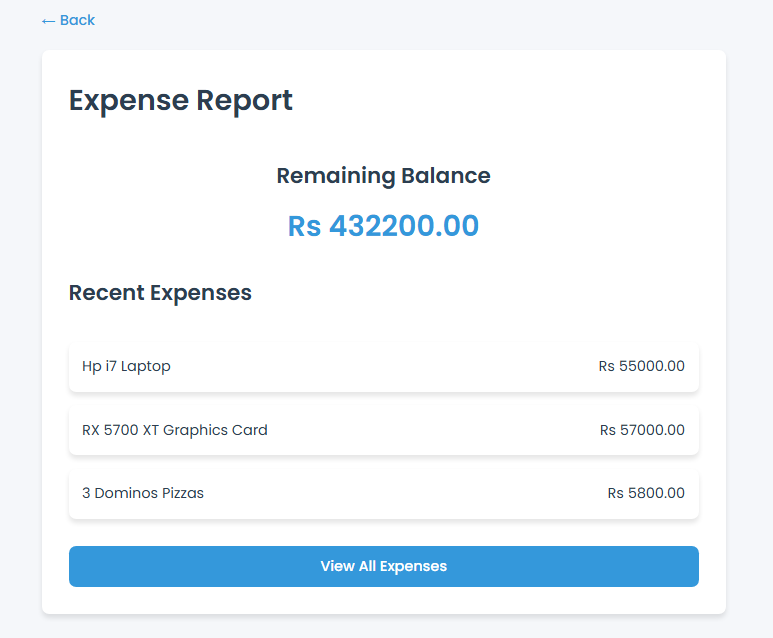 ← Back
Expense Report
Remaining Balance
Rs 432200.00
Recent Expenses
Hp i7 Laptop Rs 55000.00
RX 5700 XT Graphics Card Rs 57000.00
3 Dominos Pizzas Rs 5800.00
View All Expenses